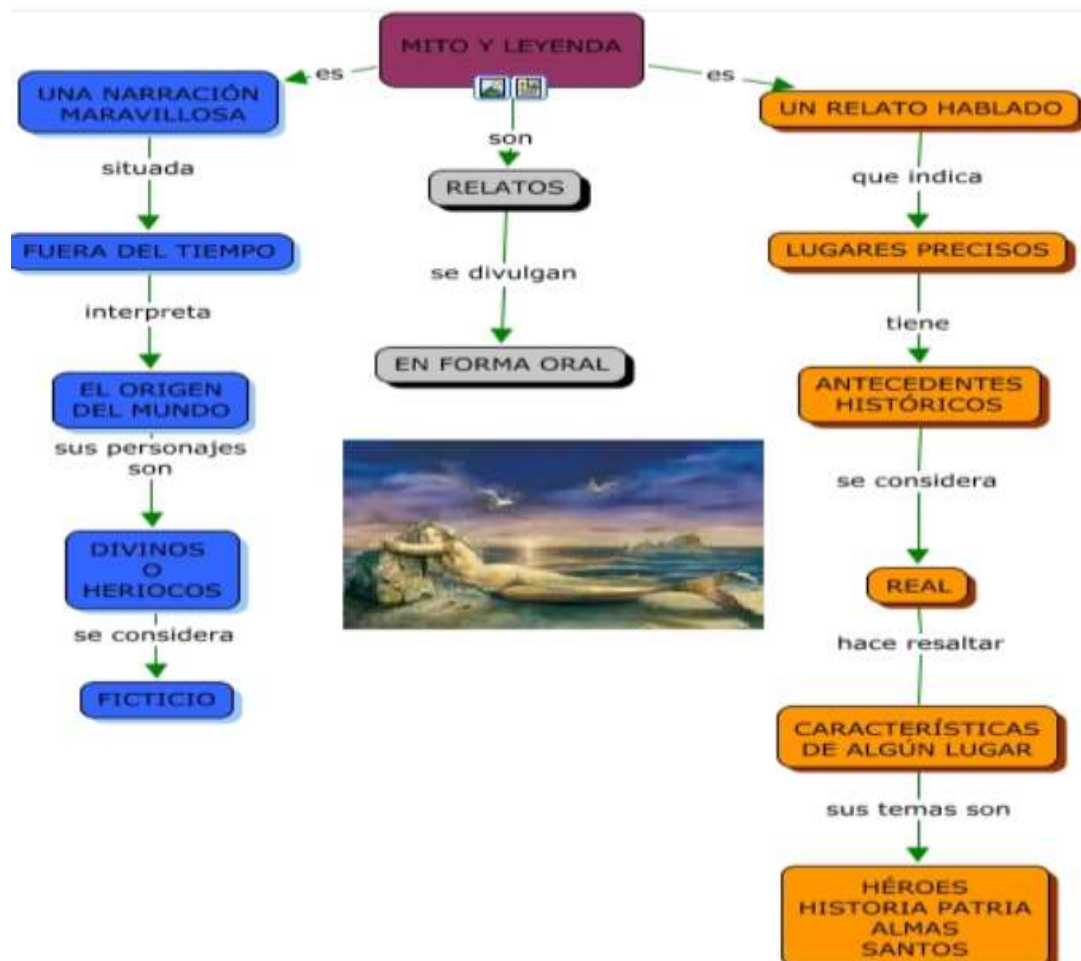 MITO Y LEYENDA
es
es
UNA NARRACIÓN
MARAVILLOSA
situada
FUERA DEL TIEMPO
interpreta
EL ORIGEN
DEL MUNDO
sus personajes
son
DIVINOS
O
HERIOCOS
se considera
FICTICIO
son
RELATOS
se divulgan
EN FORMA ORAL
UN RELATO HABLADO
que indica
LUGARES PRECISOS
tiene
ANTECEDENTES
HISTÓRICOS
se considera
REAL
hace resaltar
CARACTERÍSTICAS
DE ALGÚN LUGAR
sus temas son
HÉROES
HISTORIA PATRIA
ALMAS
SANTOS